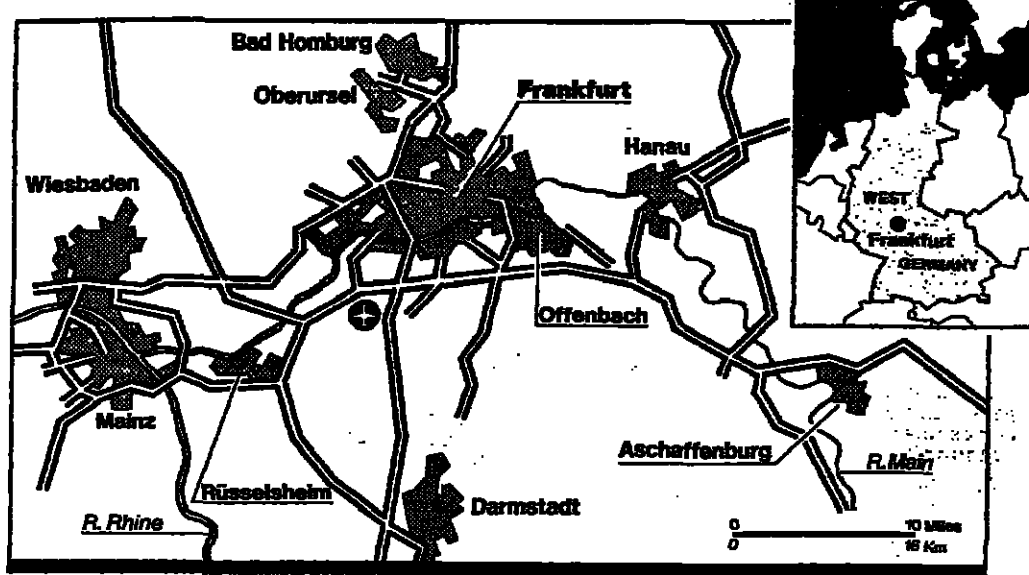 Bad Homburg
Oberursel
Frankfurt
Hanau
Wiesbaden
Offenbach
Mainz
Rüsselsheim
Aschaffenburg
Darmstadt
R. Rhine
R. Main
0 10 Miles
0 16 Km
WEST
Frankfurt
GERMANY